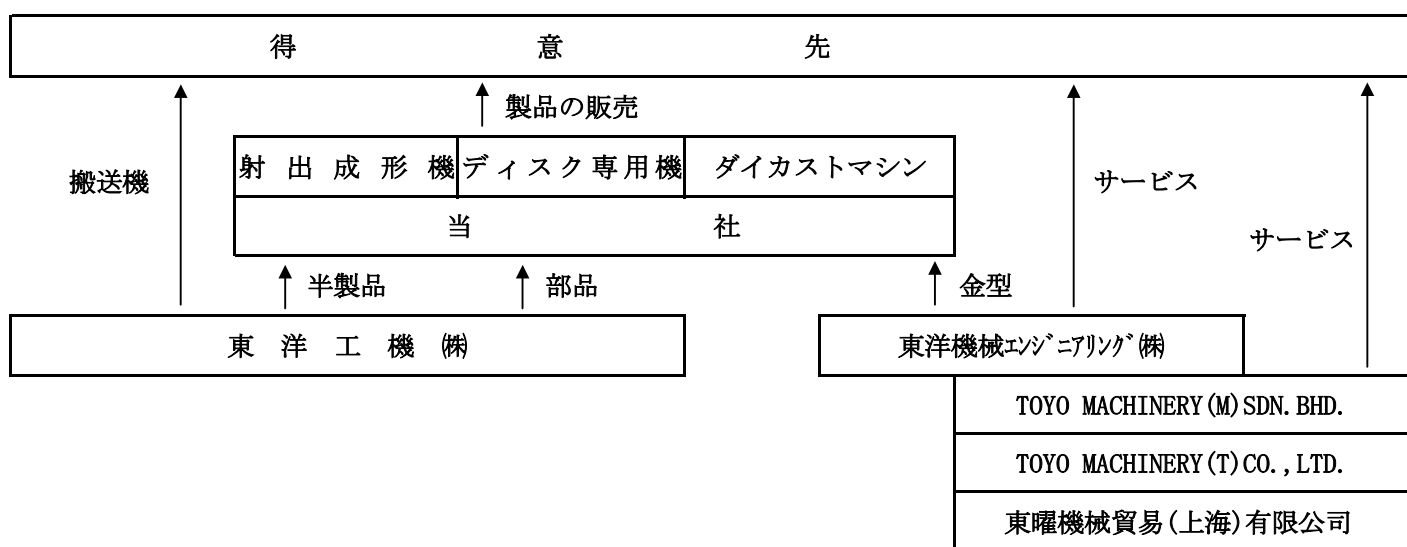 得意先
製品の販売
射出成形機 ディスク専用機 ダイカストマシン
搬送機
サービス
当社
サービス
半製品 部品 金型
東洋工機㈱ 東洋機械ｴﾝｼﾞﾆｱﾘﾝｸﾞ㈱
TOYO MACHINERY(M)SDN.BHD.
TOYO MACHINERY(T)CO.,LTD.
東曜機械貿易(上海)有限公司